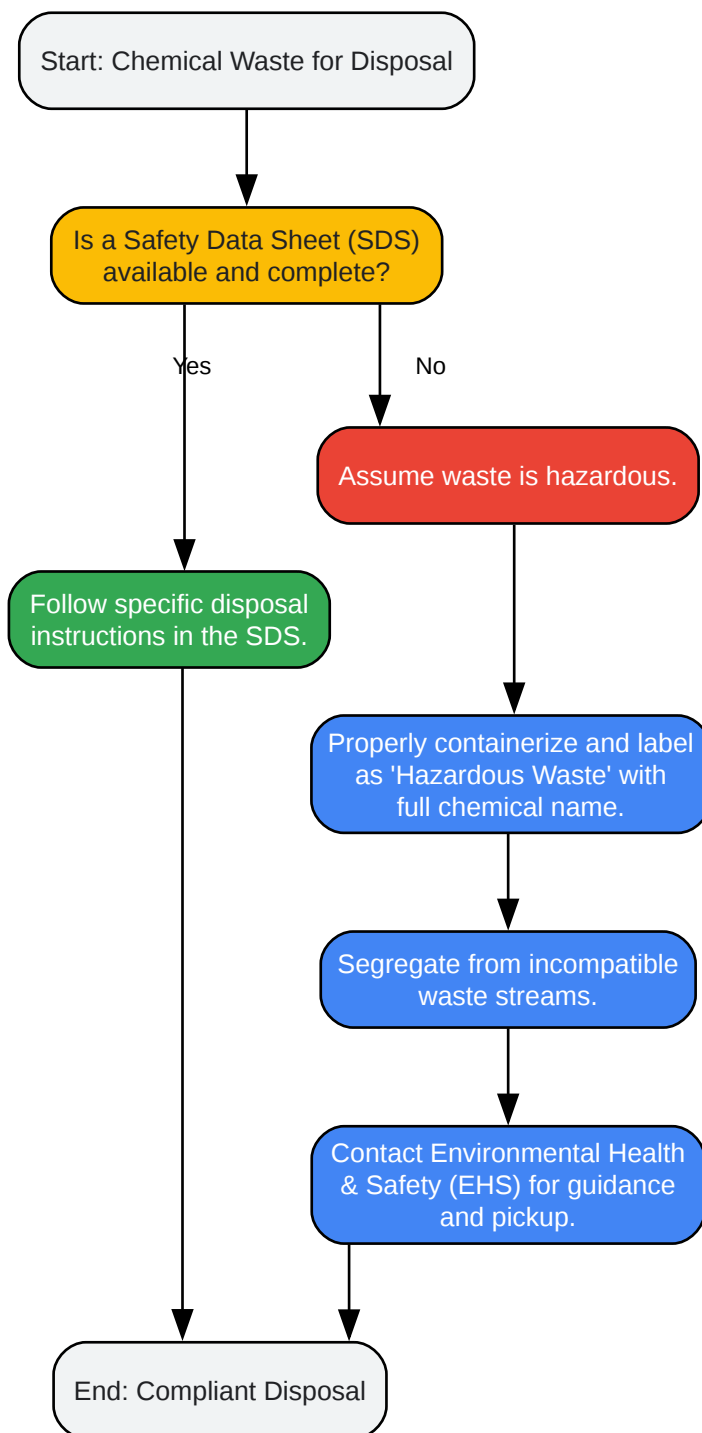 Start: Chemical Waste for Disposal
Is a Safety Data Sheet (SDS)
available and complete?
Yes
No
Assume waste is hazardous.
Follow specific disposal
instructions in the SDS.
Properly containerize and label
as 'Hazardous Waste' with
full chemical name.
Segregate from incompatible
waste streams.
Contact Environmental Health
& Safety (EHS) for guidance
and pickup.
End: Compliant Disposal